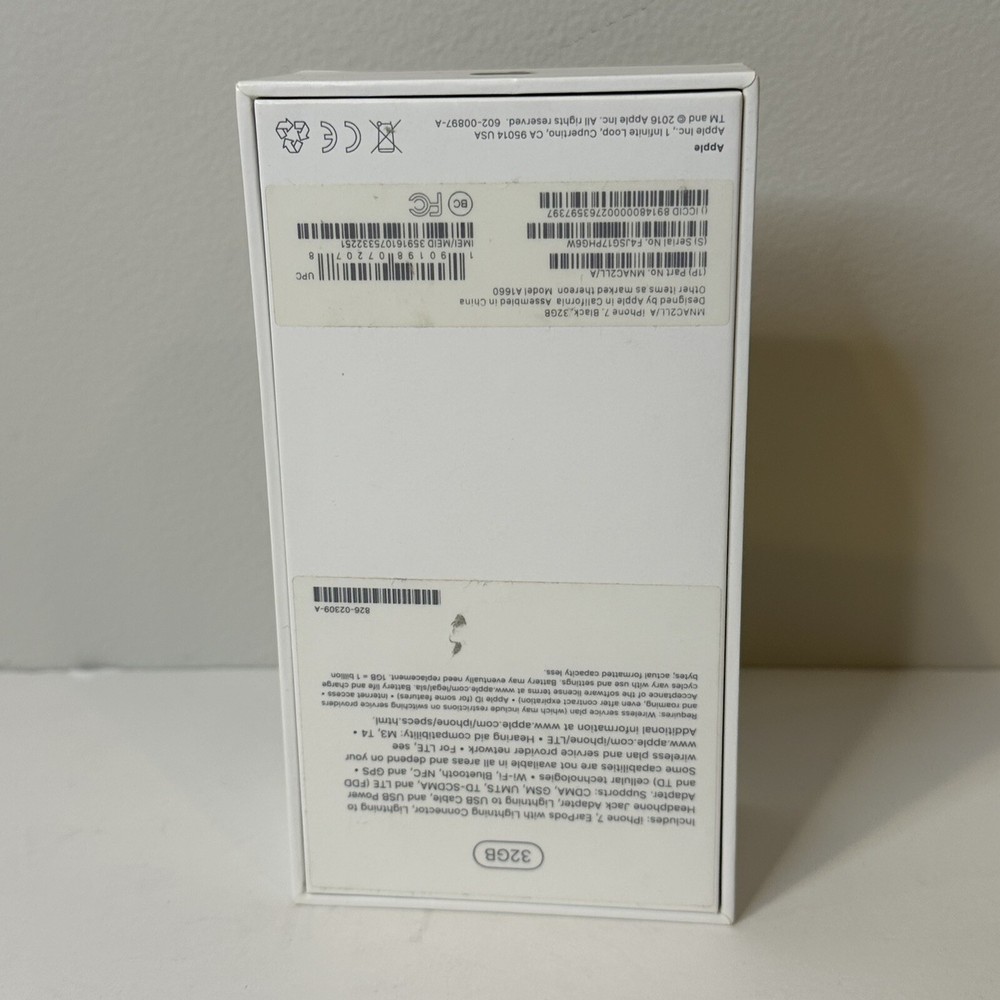 32GB
Includes: iPhone 7, EarPods with Lightning Connector, Lightning to
Headphone Jack Adapter, Lightning to USB Cable, and USB Power
Adapter. Supports: CDMA, GSM, UMTS, TD-SCDMA, and LTE (FDD
and TD) cellular technologies • Wi-Fi, Bluetooth, NFC, and GPS •
Some capabilities are not available in all areas and depend on your
wireless plan and service provider network • For LTE, see
www.apple.com/iphone/LTE • Hearing aid compatibility: M3, T4 •
Additional information at www.apple.com/iphone/specs.html.
Requires: Wireless service plan (which may include restrictions on switching service providers
and roaming, even after contract expiration) • Apple ID (for some features) • Internet access •
Acceptance of the software license terms at www.apple.com/legal/sla. Battery life and charge
cycles vary with use and settings. Battery may eventually need replacement. 1GB = 1 billion
bytes; actual formatted capacity less.
826-02309-A
MNAC2LL/A iPhone 7, Black, 32GB
Designed by Apple in California Assembled in China
Other items as marked thereon Model A1660
(1P) Part No. MNAC2LL/A
UPC
1 90198 07207 8
(S) Serial No. F4JS617PHG6W
IMEI/MEID 359161075333251
() ICCID 89148000002763597397
BC FC
Apple
Apple Inc., 1 Infinite Loop, Cupertino, CA 95014 USA
TM and © 2016 Apple Inc. All rights reserved. 602-00897-A
CE